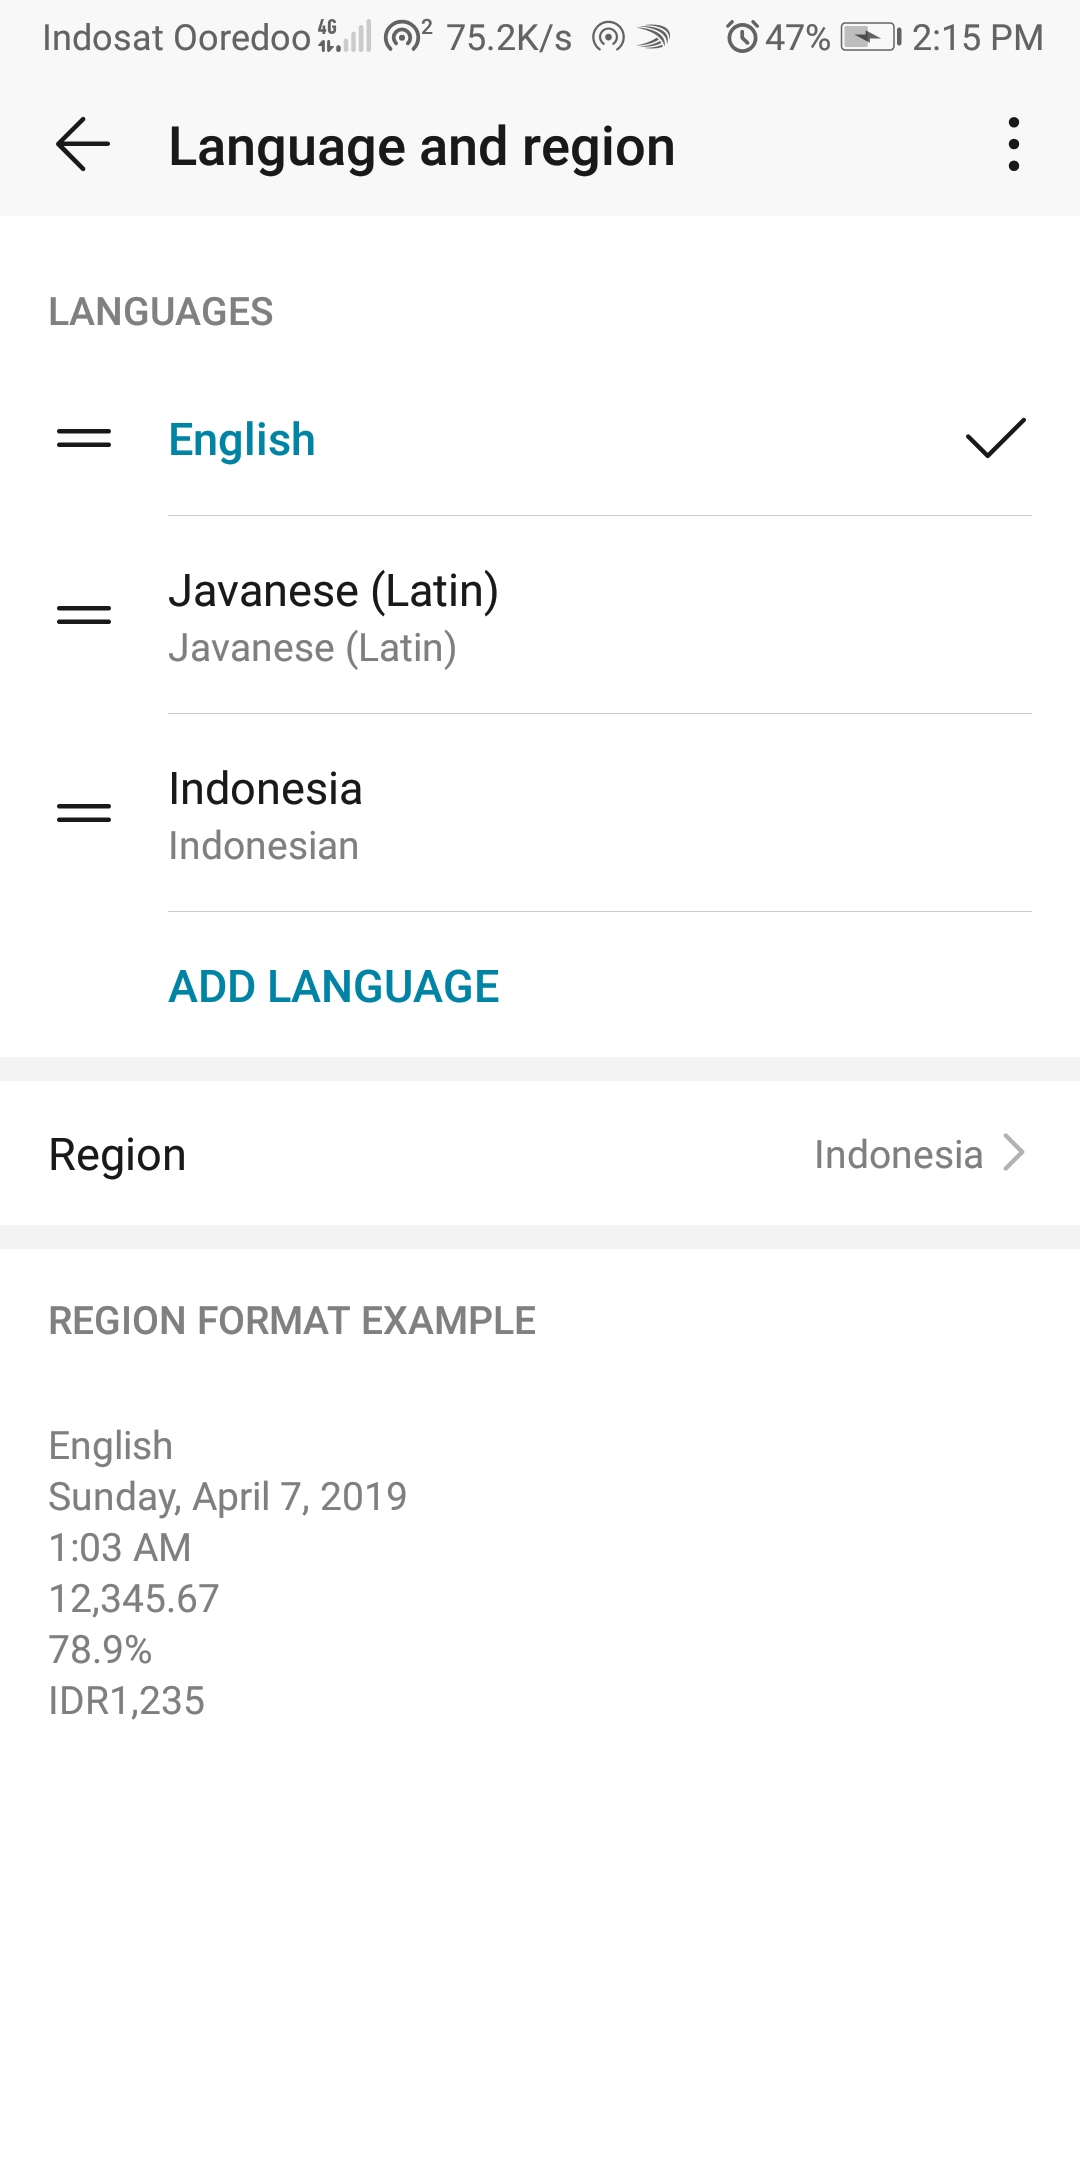 Indosat Ooredoo 4G 2 75.2K/s 47% 2:15 PM
Language and region
LANGUAGES
English
Javanese (Latin)
Javanese (Latin)
Indonesia
Indonesian
ADD LANGUAGE
Region Indonesia
REGION FORMAT EXAMPLE
English
Sunday, April 7, 2019
1:03 AM
12,345.67
78.9%
IDR1,235